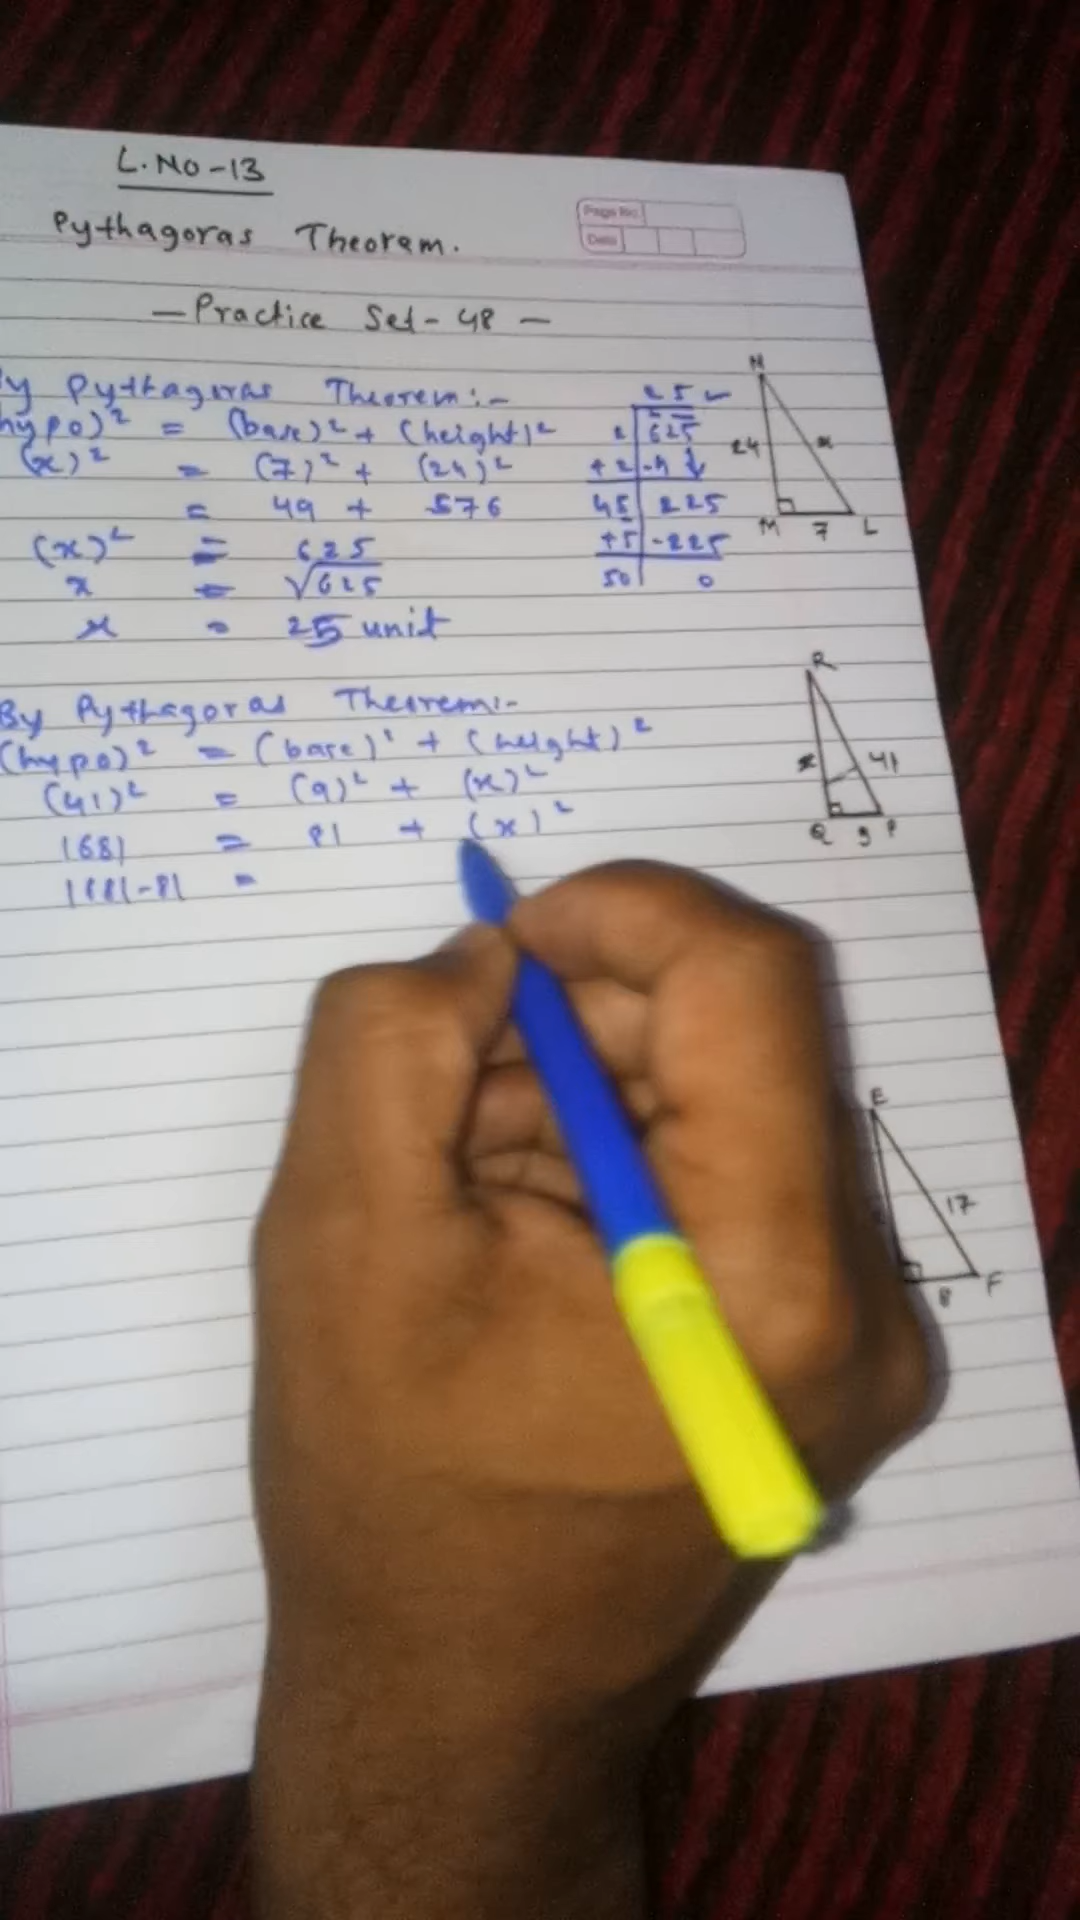 L.No-13
Pythagoras Theoram.
Page No.
Date
- Practice Set-48 -
y Pythagoras Theorem:-
hypo)² = (base)² + (height)²
(x)² = (7)² + (24)²
= 49 + 576
(x)² = 625
x = √625
x = 25 unit
25
2 625
+2 -4 ↓
45 225
+5 -225
50 0
N
24 x
M 7 L
By Pythagoras Theorem:-
(hypo)² = (base)² + (height)²
(41)² = (9)² + (x)²
1681 = 81 + (x)²
1681-81 =
R
x 41
Q 9 P
E
17
8 F